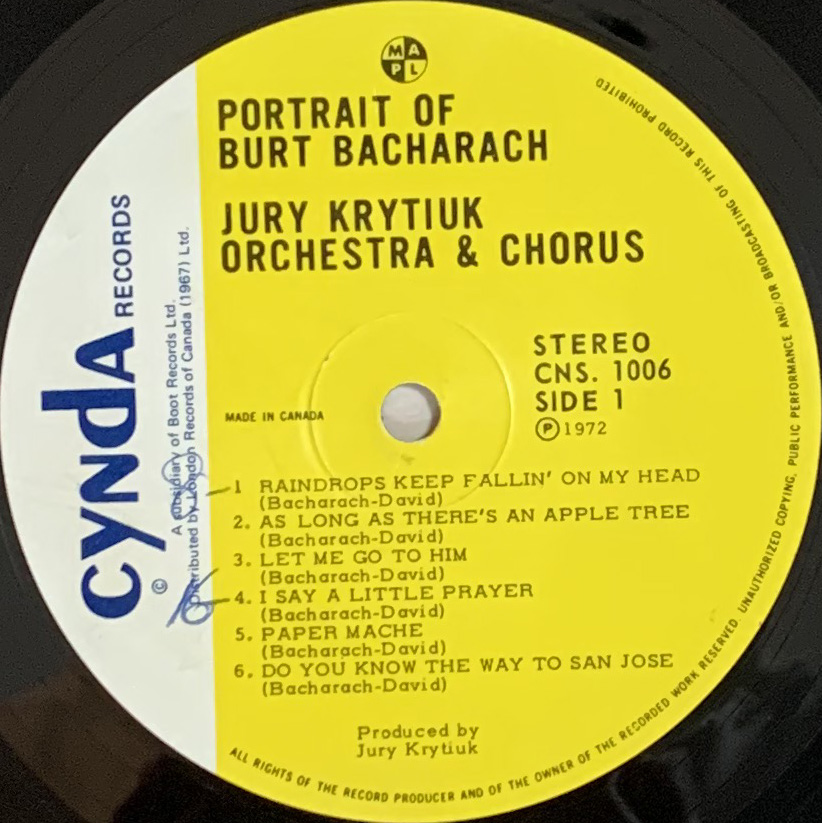 MAPL
PORTRAIT OF
BURT BACHARACH
JURY KRYTIUK
ORCHESTRA & CHORUS
STEREO
CNS. 1006
SIDE 1
Ⓟ1972
MADE IN CANADA
1 RAINDROPS KEEP FALLIN' ON MY HEAD
(Bacharach-David)
2. AS LONG AS THERE'S AN APPLE TREE
(Bacharach-David)
3. LET ME GO TO HIM
(Bacharach-David)
4. I SAY A LITTLE PRAYER
(Bacharach-David)
5. PAPER MACHE
(Bacharach-David)
6. DO YOU KNOW THE WAY TO SAN JOSE
(Bacharach-David)
Produced by
Jury Krytiuk
CYNdA RECORDS
©
A subsidiary of Boot Records Ltd.
Distributed by London Records of Canada (1967) Ltd.
ALL RIGHTS OF THE RECORD PRODUCER AND OF THE OWNER OF THE RECORDED WORK RESERVED. UNAUTHORIZED COPYING, PUBLIC PERFORMANCE AND/OR BROADCASTING OF THIS RECORD PROHIBITED